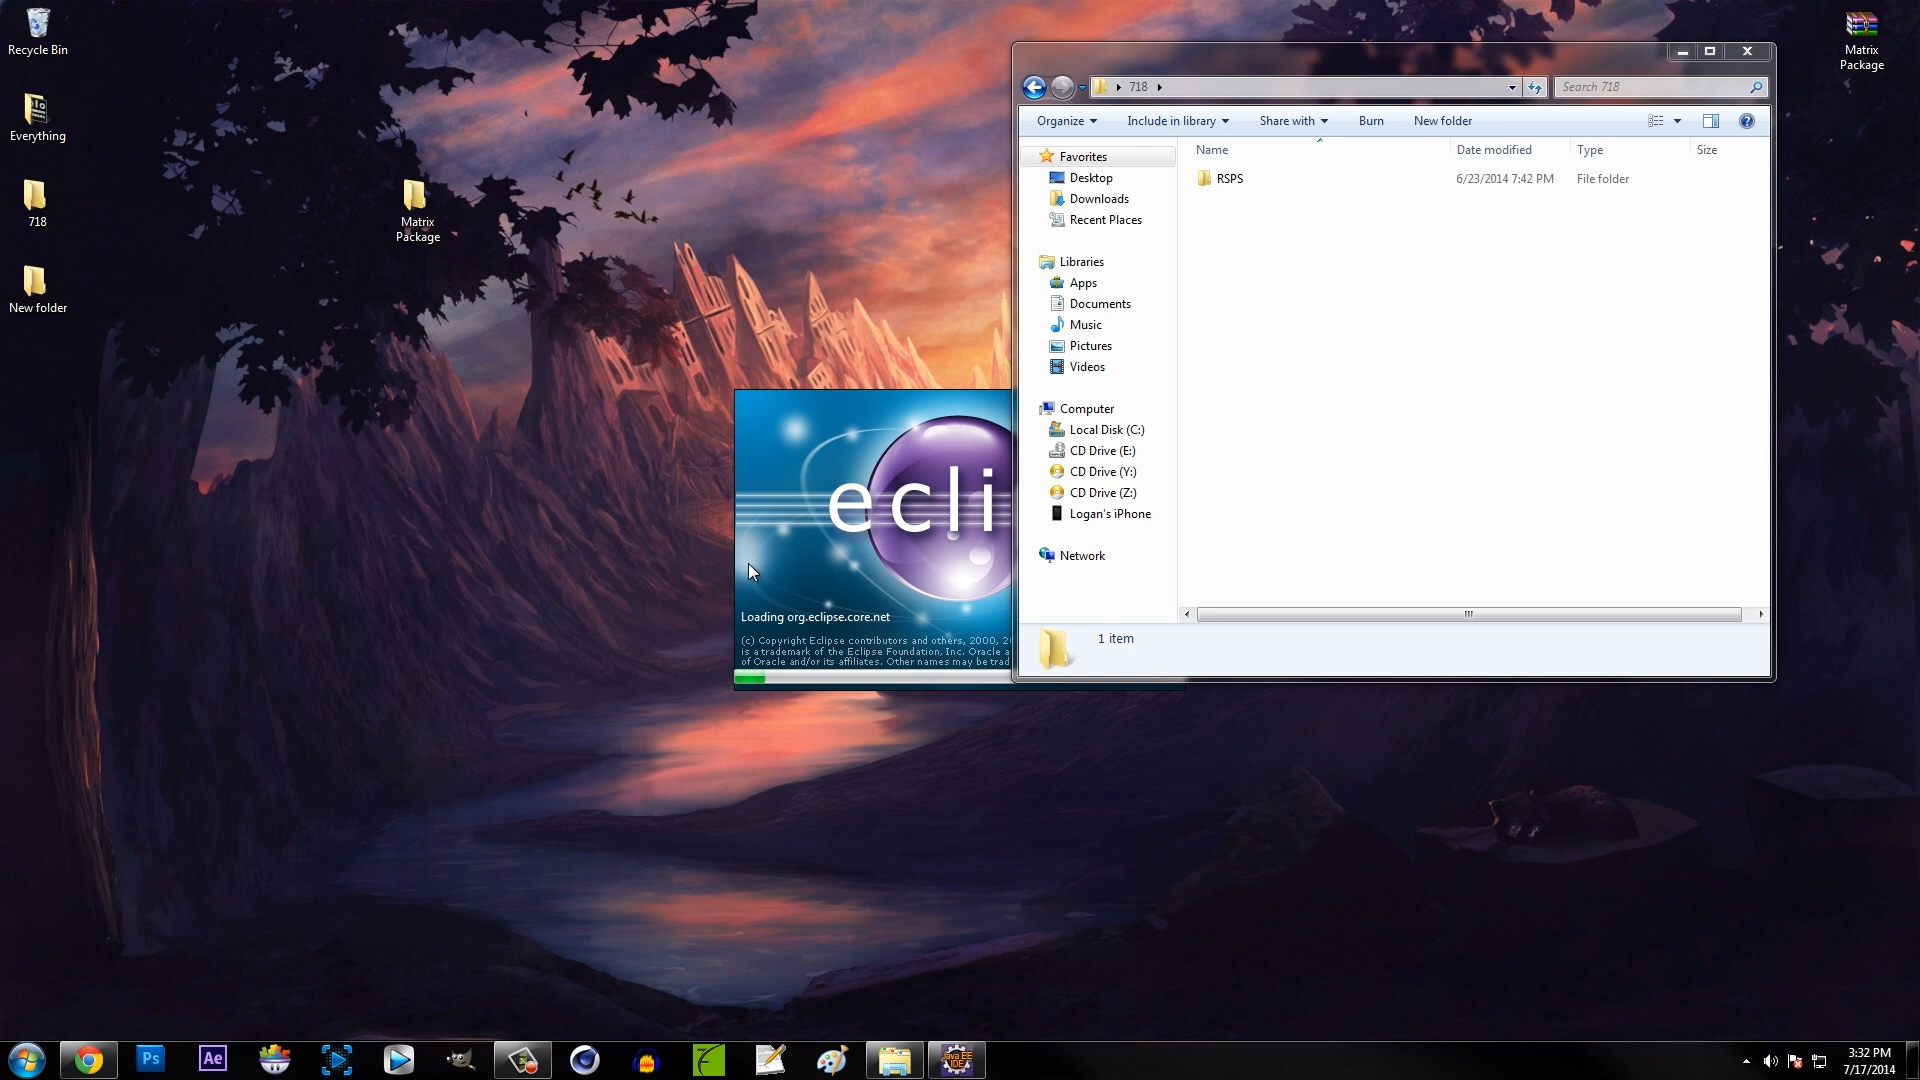 Recycle Bin
Everything
718
New folder
Matrix
Package
Matrix
Package
718
Search 718
Organize
Include in library
Share with
Burn
New folder
Name
Date modified
Type
Size
RSPS
6/23/2014 7:42 PM
File folder
Favorites
Desktop
Downloads
Recent Places
Libraries
Apps
Documents
Music
Pictures
Videos
Computer
Local Disk (C:)
CD Drive (E:)
CD Drive (Y:)
CD Drive (Z:)
Logan's iPhone
Network
1 item
ecli
Loading org.eclipse.core.net
(c) Copyright Eclipse contributors and others, 2000, 2
is a trademark of the Eclipse Foundation, Inc. Oracle a
of Oracle and/or its affiliates. Other names may be trad
Ps
Ae
Java EE
IDE
3:32 PM
7/17/2014